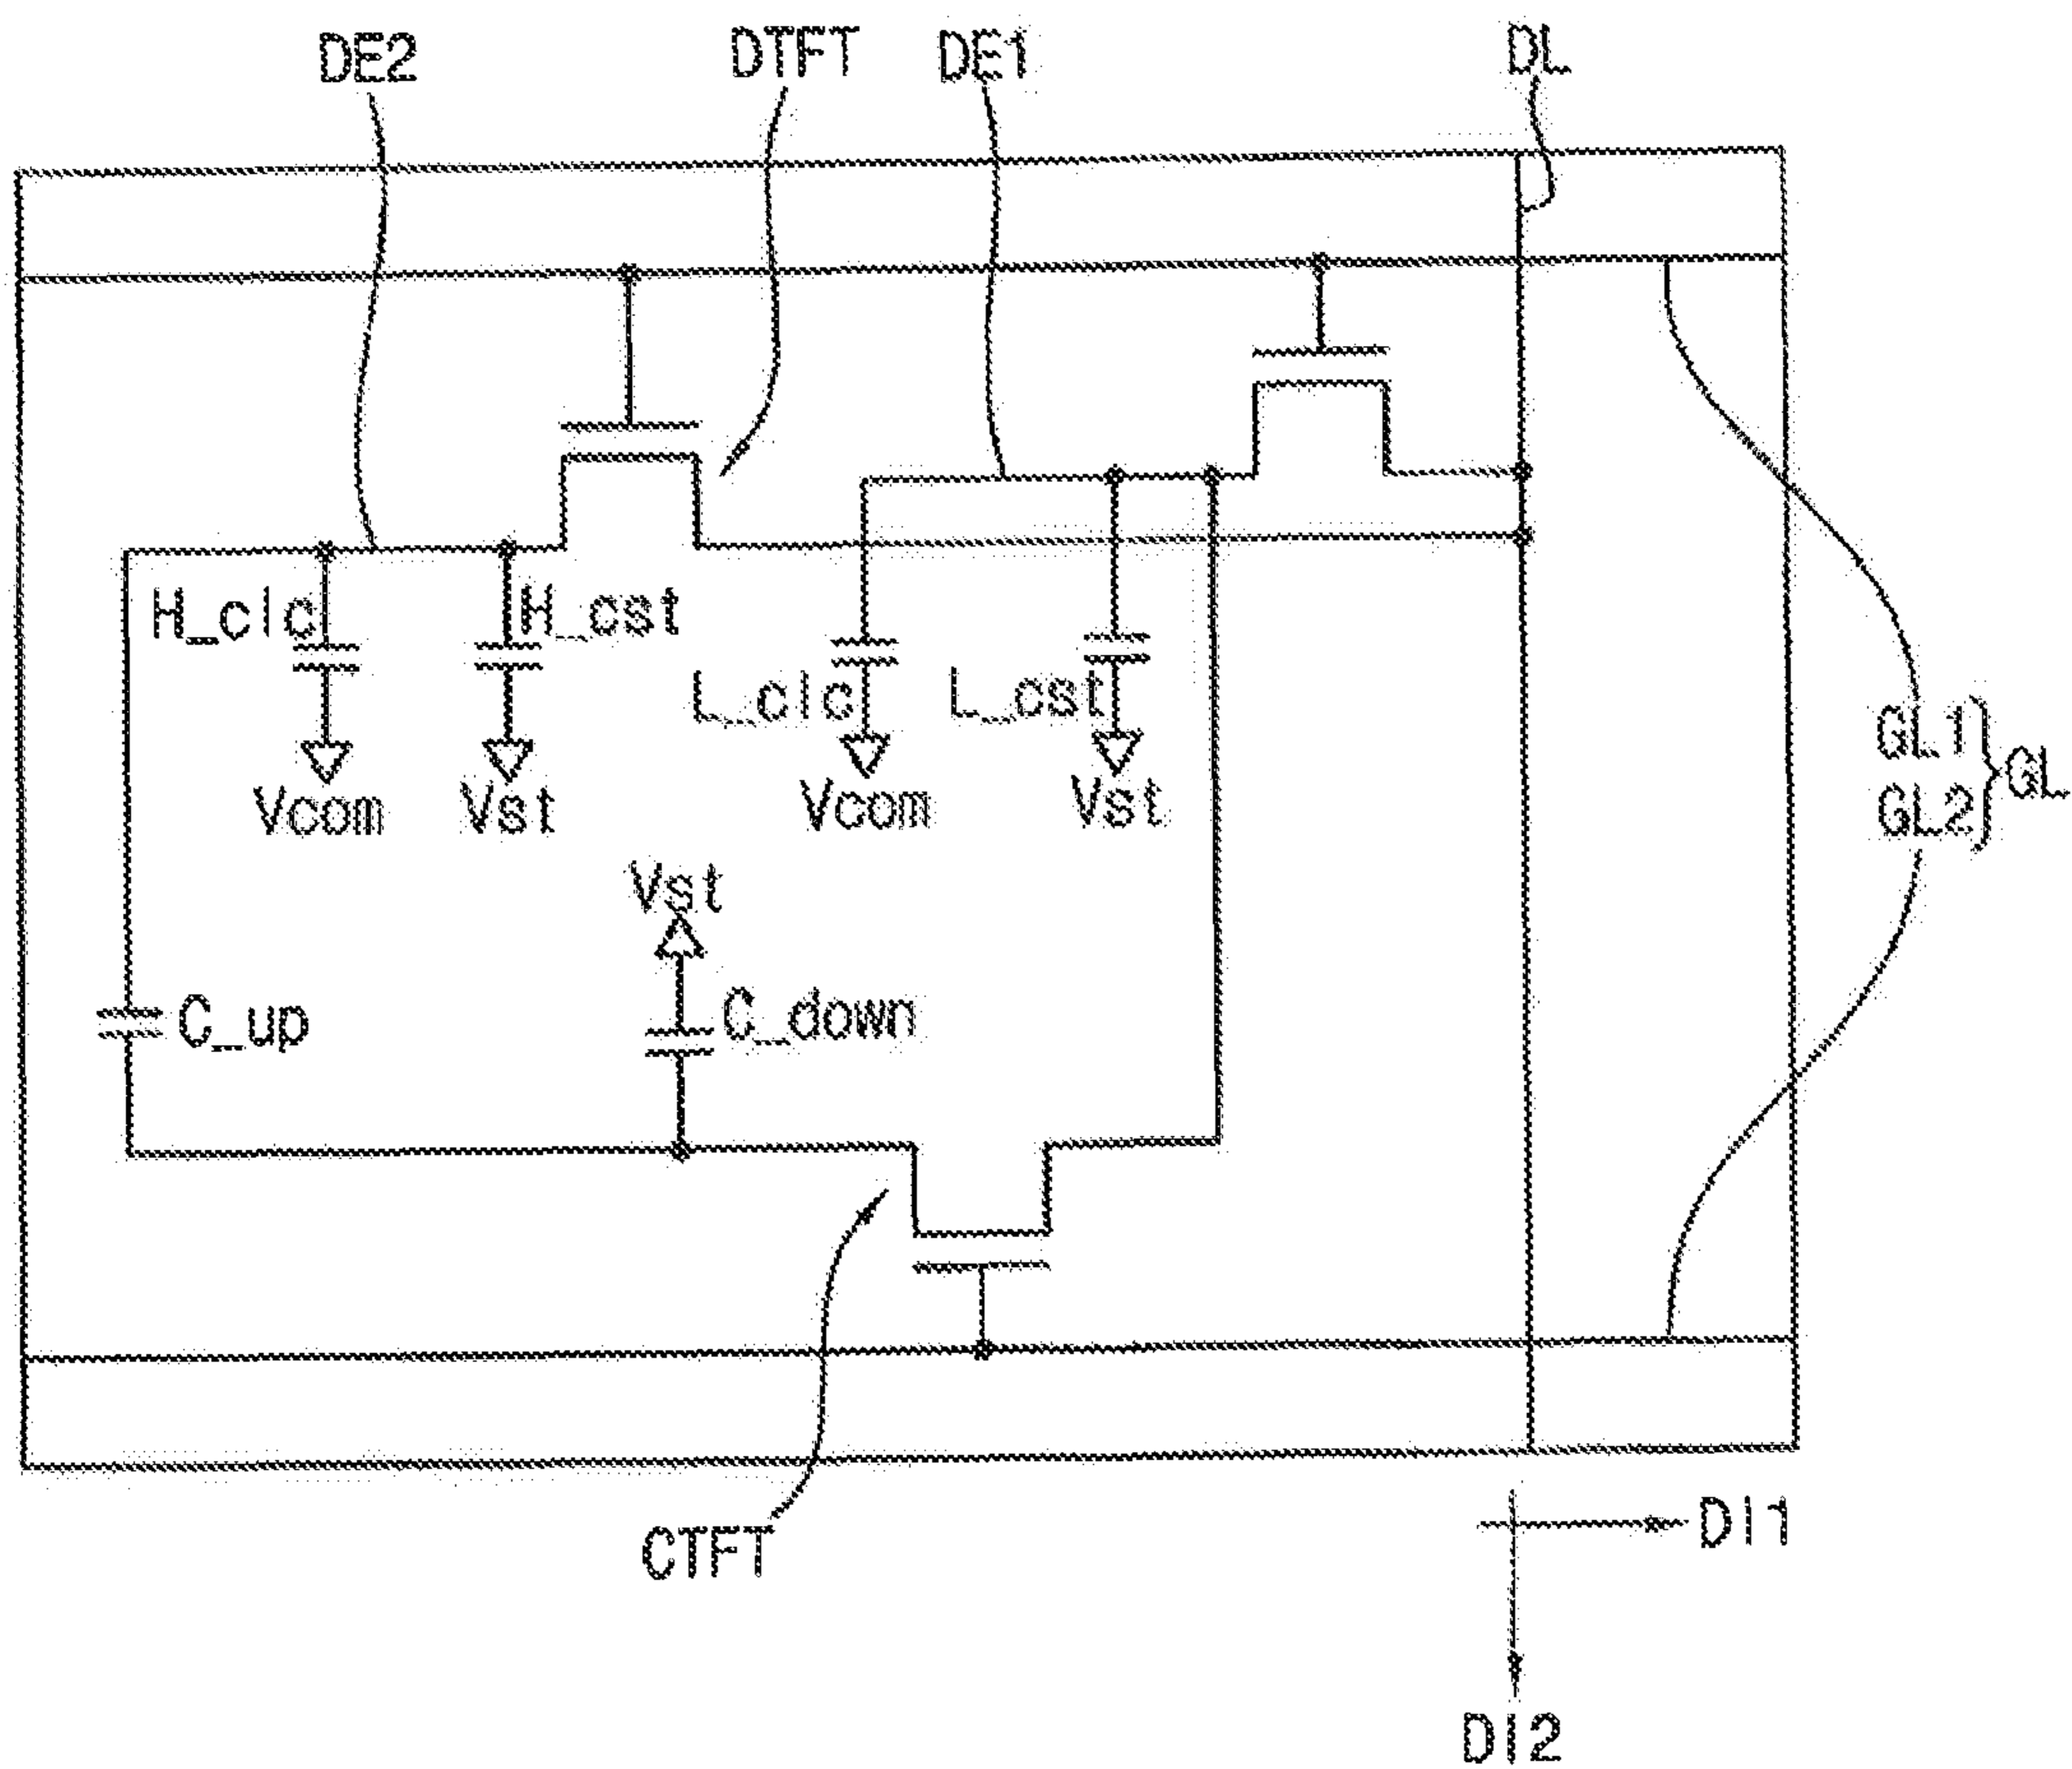 DE2
DTFT
DE1
DL
H_clc
H_cst
L_clc
L_cst
Vcom
Vst
Vcom
Vst
GL1
GL2
GL
Vst
C_up
C_down
CTFT
DI1
DI2